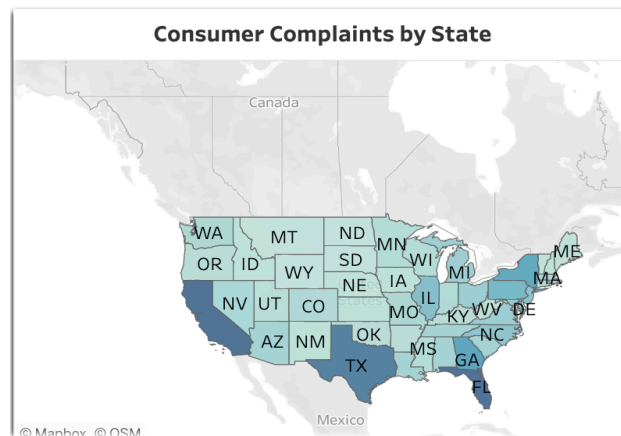 Consumer Complaints by State
Canada
WA
MT
ND
MN
ME
OR
ID
SD
WI
MI
WY
IA
MA
NE
NV
UT
CO
States
IL
MO
KY
WV
DE
AZ
NM
OK
MS
NC
TX
GA
FL
Mexico
© Mapbox © OSM